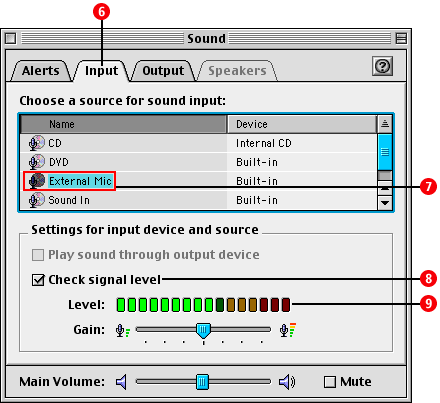 6
Sound
Alerts Input Output Speakers ?
Choose a source for sound input:
Name Device
CD Internal CD
DVD Built-in
External Mic Built-in 7
Sound In Built-in
Settings for input device and source
Play sound through output device
Check signal level 8
Level: 9
Gain:
Main Volume: Mute